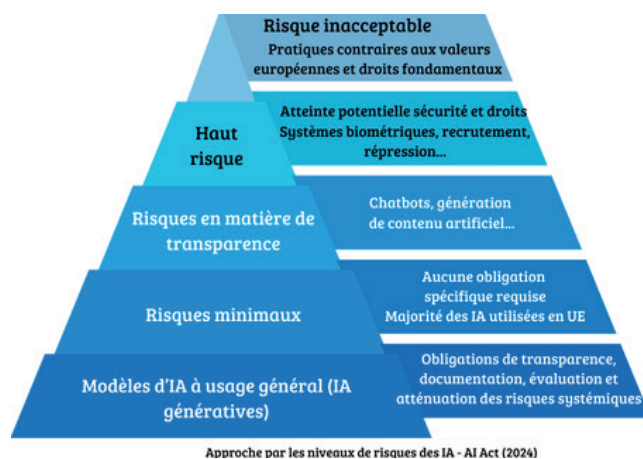 Risque inacceptable
Pratiques contraires aux valeurs
européennes et droits fondamentaux
Haut
risque
Atteinte potentielle sécurité et droits
Systèmes biométriques, recrutement,
répression...
Risques en matière de
transparence
Chatbots, génération
de contenu artificiel...
Risques minimaux
Aucune obligation
spécifique requise
Majorité des IA utilisées en UE
Modèles d'IA à usage général (IA
génératives)
Obligations de transparence,
documentation, évaluation et
atténuation des risques systémiques
Approche par les niveaux de risques des IA - AI Act (2024)